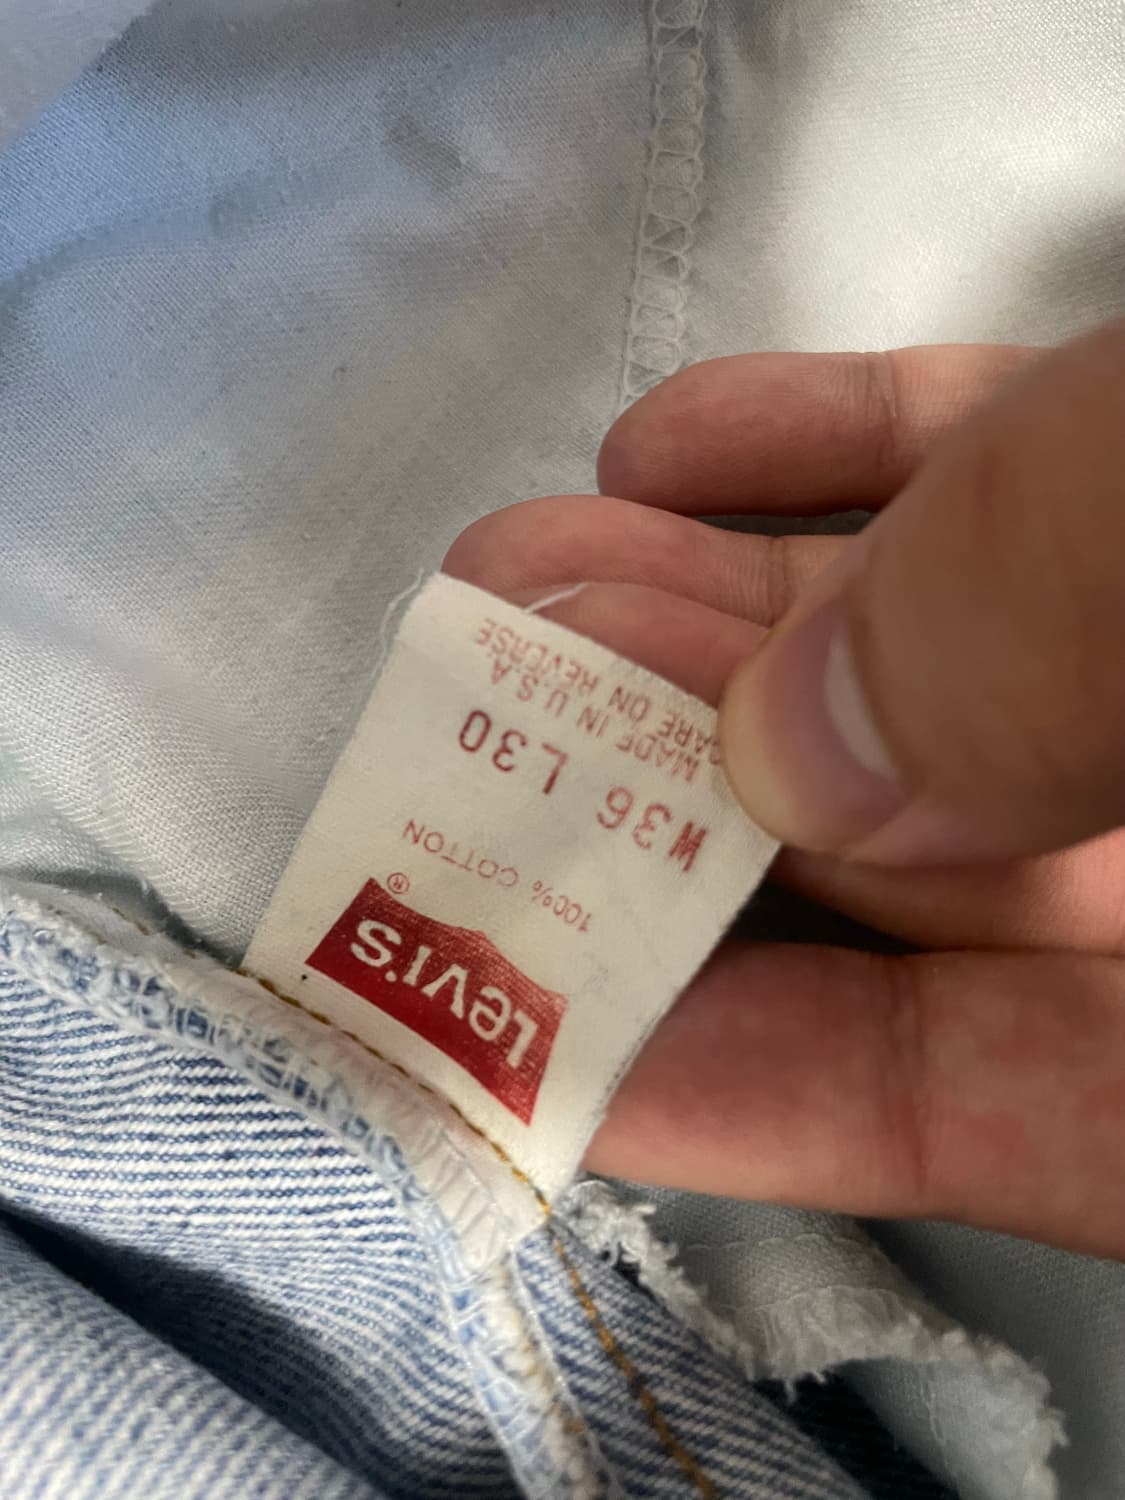 Levi's ®
100% COTTON
W36 L30
MADE IN U.S.A
CARE ON REVERSE